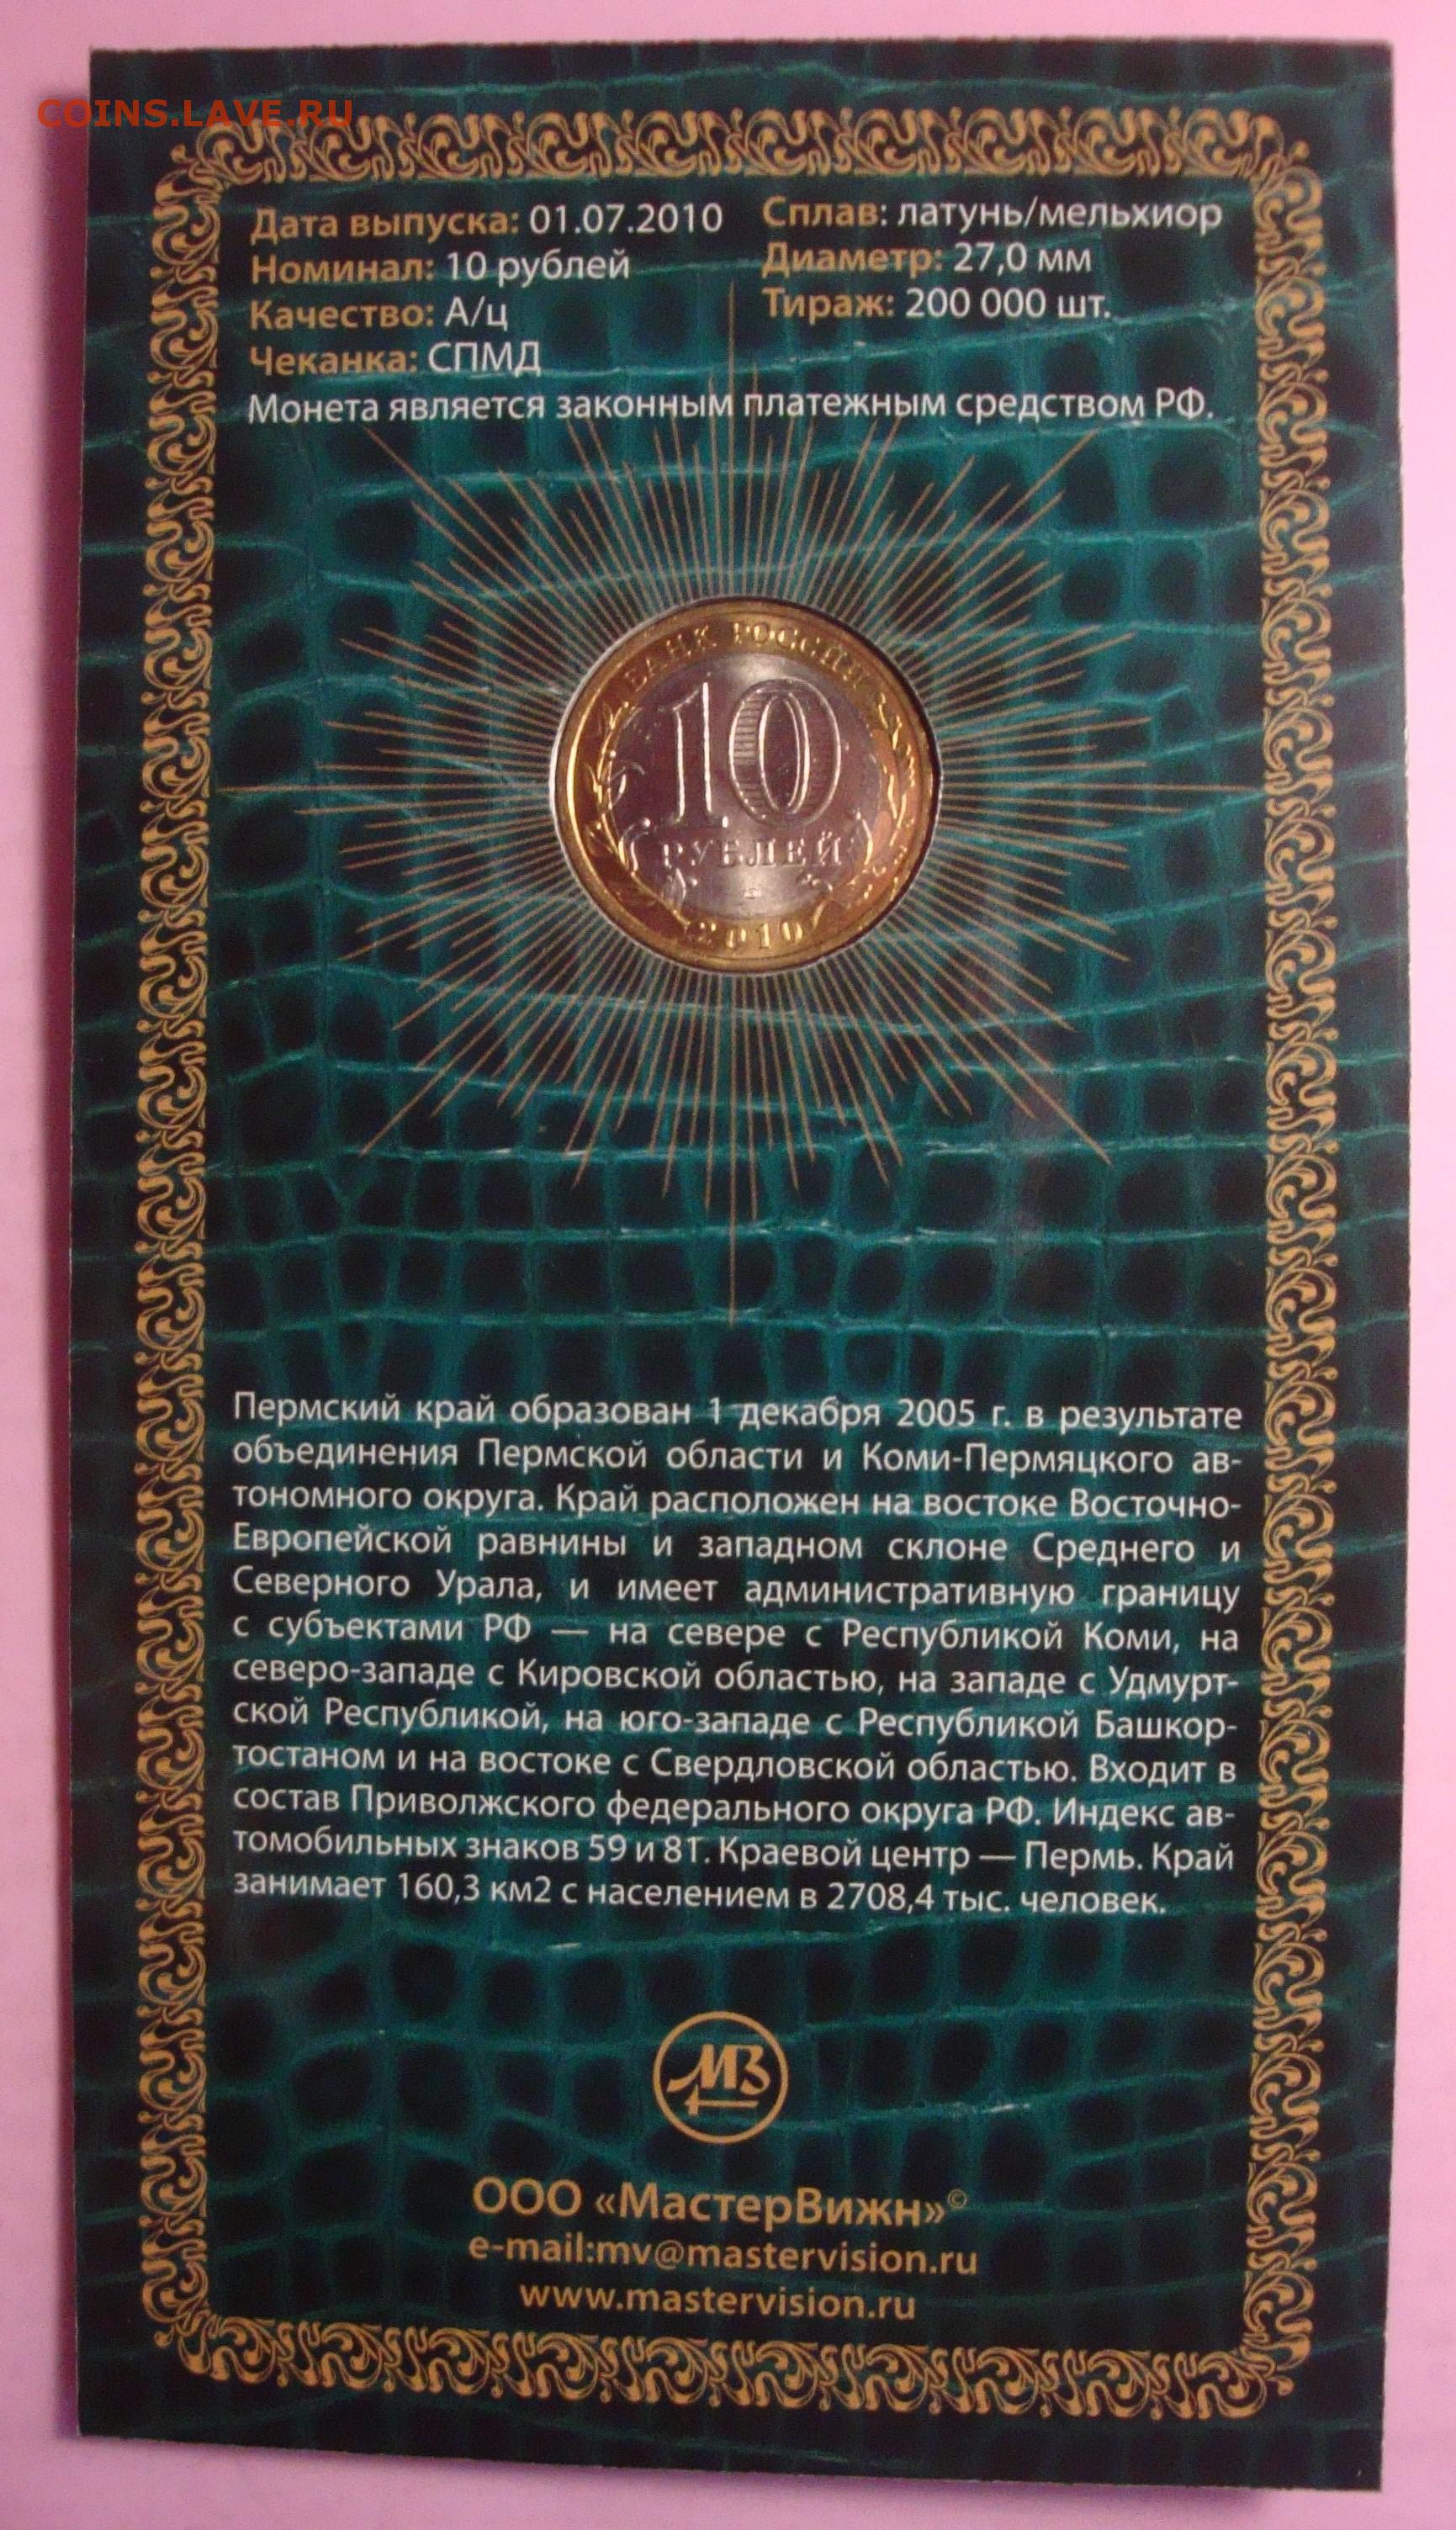 COINS.LAVE.RU
Дата выпуска: 01.07.2010
Номинал: 10 рублей
Качество: А/ц
Чеканка: СПМД
Сплав: латунь/мельхиор
Диаметр: 27,0 мм
Тираж: 200 000 шт.
Монета является законным платежным средством РФ.
БАНК РОССИИ
10
РУБЛЕЙ
2010
Пермский край образован 1 декабря 2005 г. в результате
объединения Пермской области и Коми-Пермяцкого ав-
тономного округа. Край расположен на востоке Восточно-
Европейской равнины и западном склоне Среднего и
Северного Урала, и имеет административную границу
с субъектами РФ — на севере с Республикой Коми, на
северо-западе с Кировской областью, на западе с Удмурт-
ской Республикой, на юго-западе с Республикой Башкор-
тостаном и на востоке с Свердловской областью. Входит в
состав Приволжского федерального округа РФ. Индекс ав-
томобильных знаков 59 и 81. Краевой центр — Пермь. Край
занимает 160,3 км2 с населением в 2708,4 тыс. человек.
МВ
ООО «МастерВижн»©
e-mail:mv@mastervision.ru
www.mastervision.ru